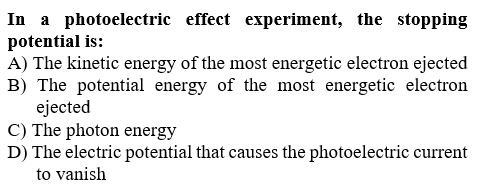 In a photoelectric effect experiment, the stopping
potential is:
A) The kinetic energy of the most energetic electron ejected
B) The potential energy of the most energetic electron
ejected
C) The photon energy
D) The electric potential that causes the photoelectric current
to vanish